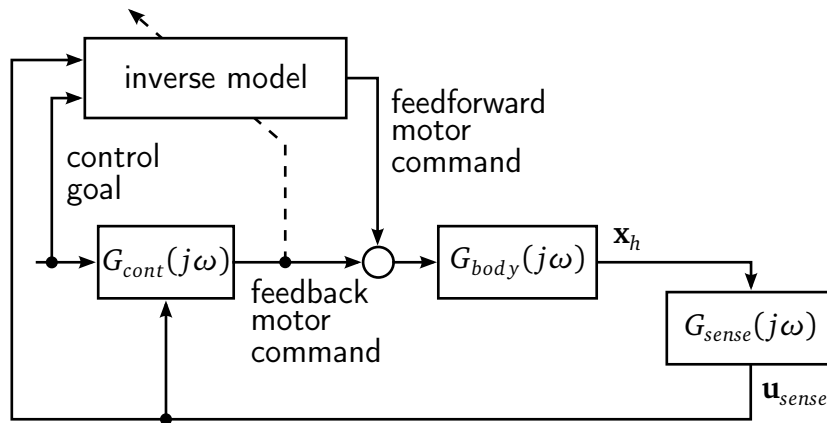 inverse model
feedforward
motor
command
control
goal
G_cont(jω)
feedback
motor
command
G_body(jω)
x_h
G_sense(jω)
u_sense